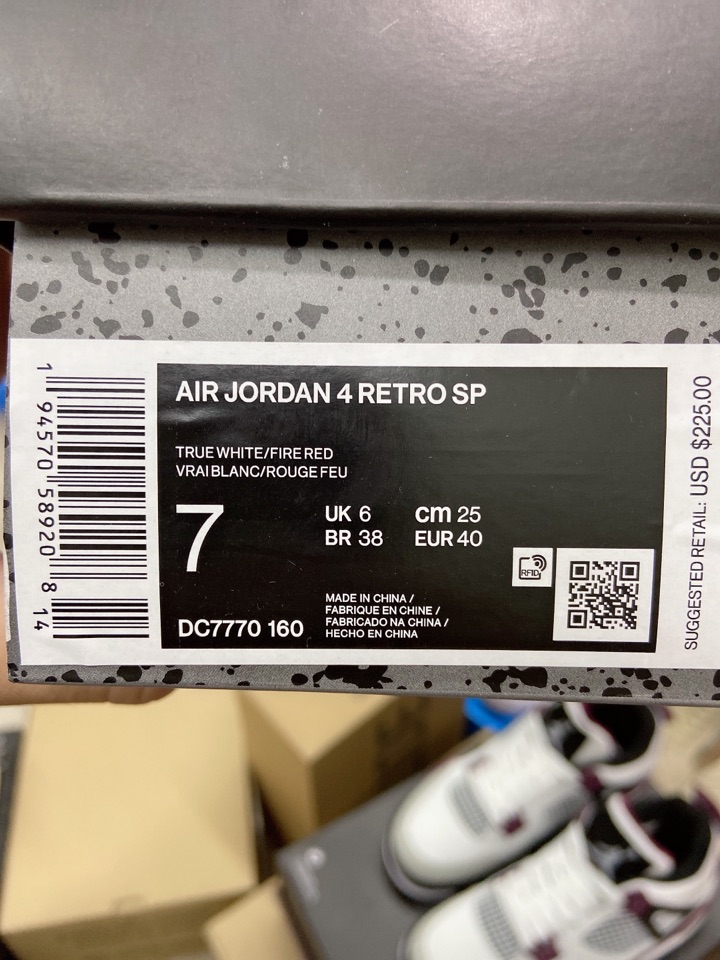 AIR JORDAN 4 RETRO SP
TRUE WHITE/FIRE RED
VRAI BLANC/ROUGE FEU
7
UK 6 cm 25
BR 38 EUR 40
RFID
MADE IN CHINA /
FABRIQUE EN CHINE /
FABRICADO NA CHINA /
HECHO EN CHINA
DC7770 160
1 94570 58920 8 14
SUGGESTED RETAIL: USD $225.00